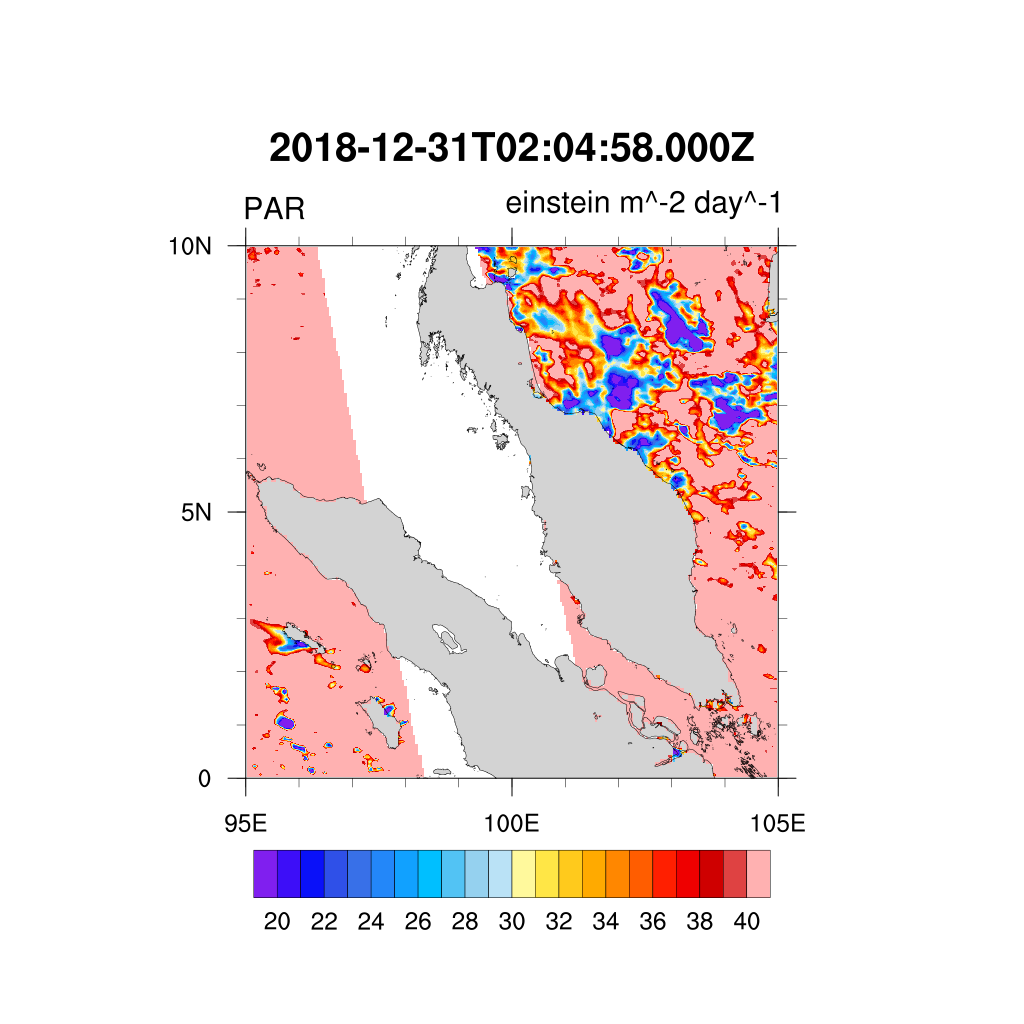 2018-12-31T02:04:58.000Z
PAR einstein m^-2 day^-1
10N
5N
0
95E 100E 105E
20 22 24 26 28 30 32 34 36 38 40